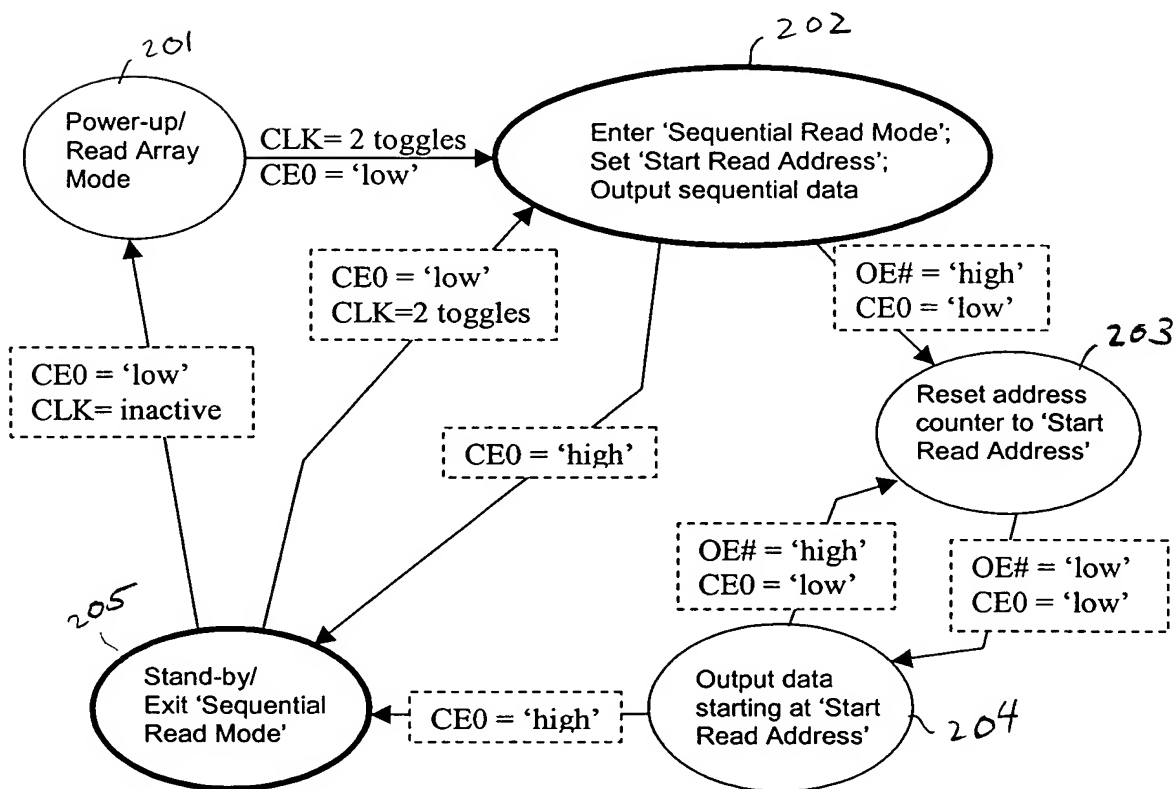 201
202
Power-up/
Read Array
Mode
CLK= 2 toggles
CE0 = ‘low’
Enter ‘Sequential Read Mode’;
Set ‘Start Read Address’;
Output sequential data
CE0 = ‘low’
CLK=2 toggles
OE# = ‘high’
CE0 = ‘low’
203
CE0 = ‘low’
CLK= inactive
Reset address
counter to ‘Start
Read Address’
CE0 = ‘high’
OE# = ‘high’
CE0 = ‘low’
OE# = ‘low’
CE0 = ‘low’
205
Stand-by/
Exit ‘Sequential
Read Mode’
CE0 = ‘high’
Output data
starting at ‘Start
Read Address’
204